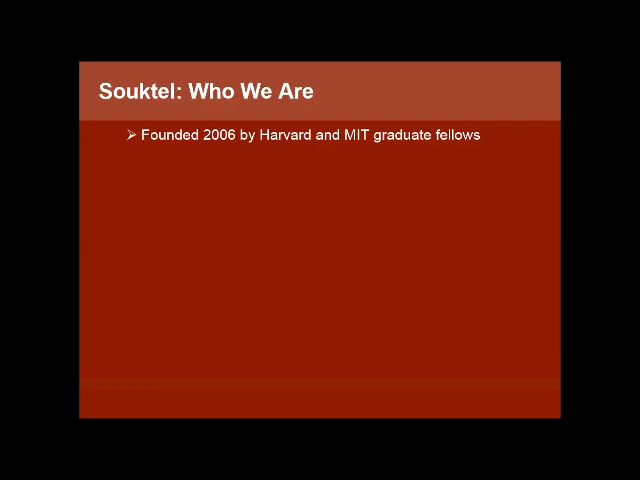 Souktel: Who We Are
➢ Founded 2006 by Harvard and MIT graduate fellows